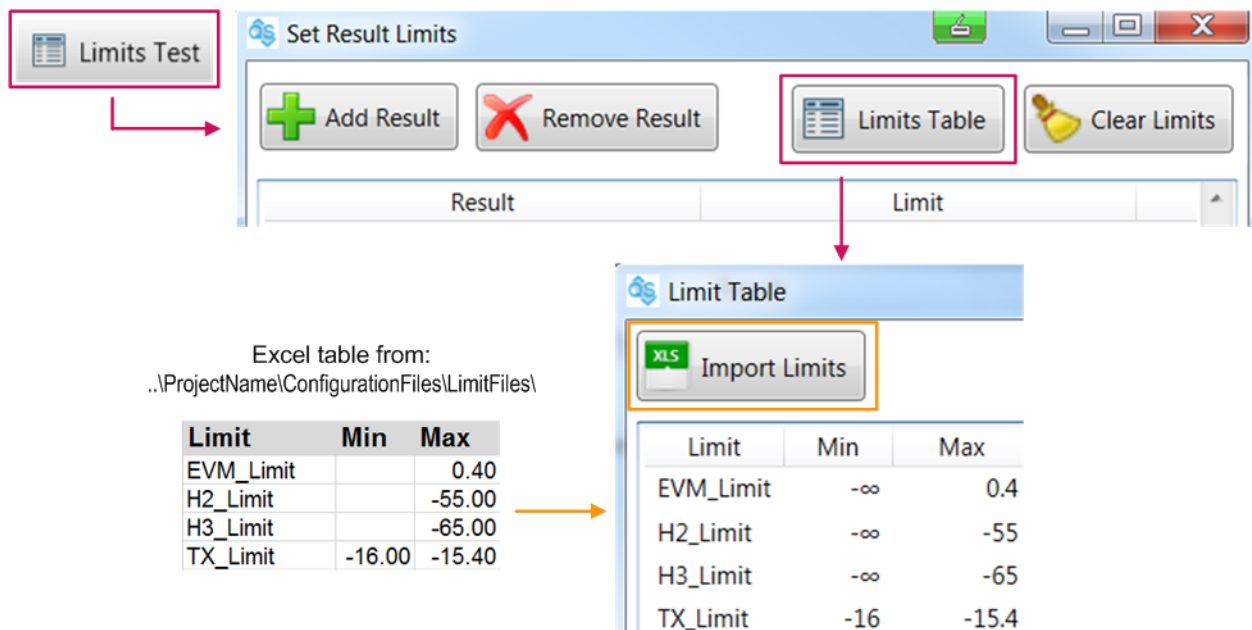 Limits Test
Set Result Limits
Add Result
Remove Result
Limits Table
Clear Limits
Result Limit
Limit Table
XLS
Import Limits
Excel table from:
..\ProjectName\ConfigurationFiles\LimitFiles\
Limit Min Max
EVM_Limit 0.40
H2_Limit -55.00
H3_Limit -65.00
TX_Limit -16.00 -15.40
Limit Min Max
EVM_Limit -∞ 0.4
H2_Limit -∞ -55
H3_Limit -∞ -65
TX_Limit -16 -15.4